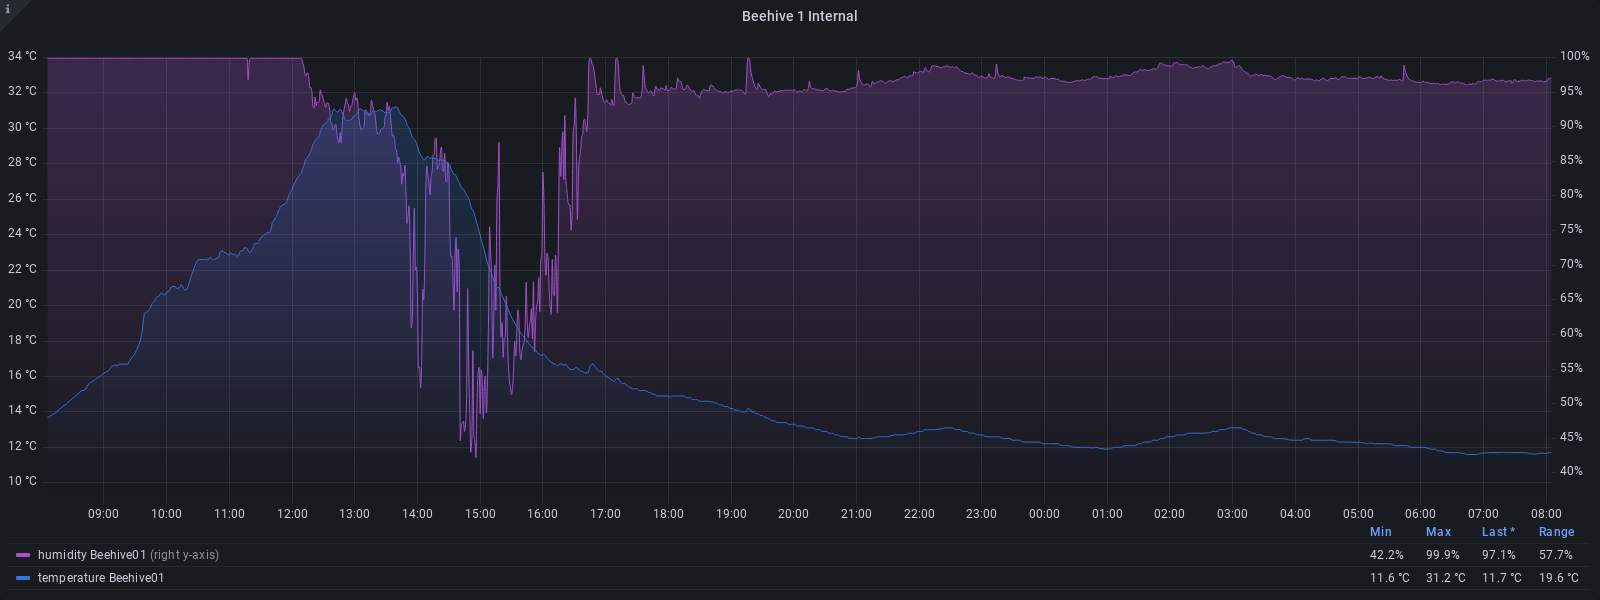 i
Beehive 1 Internal
34 °C 100%
32 °C 95%
30 °C 90%
28 °C 85%
26 °C 80%
24 °C 75%
22 °C 70%
20 °C 65%
18 °C 60%
16 °C 55%
14 °C 50%
12 °C 45%
10 °C 40%
09:00 10:00 11:00 12:00 13:00 14:00 15:00 16:00 17:00 18:00 19:00 20:00 21:00 22:00 23:00 00:00 01:00 02:00 03:00 04:00 05:00 06:00 07:00 08:00
Min Max Last * Range
humidity Beehive01 (right y-axis) 42.2% 99.9% 97.1% 57.7%
temperature Beehive01 11.6 °C 31.2 °C 11.7 °C 19.6 °C